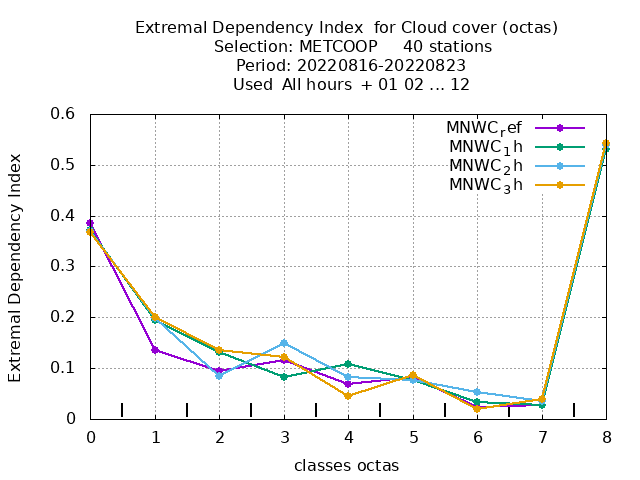 Extremal Dependency Index  for Cloud cover (octas)
Selection: METCOOP     40 stations
Period: 20220816-20220823
Used  All hours  + 01 02 ... 12
MNWC_ref
MNWC_1h
MNWC_2h
MNWC_3h
Extremal Dependency Index
0.6
0.5
0.4
0.3
0.2
0.1
0
0 1 2 3 4 5 6 7 8
classes octas